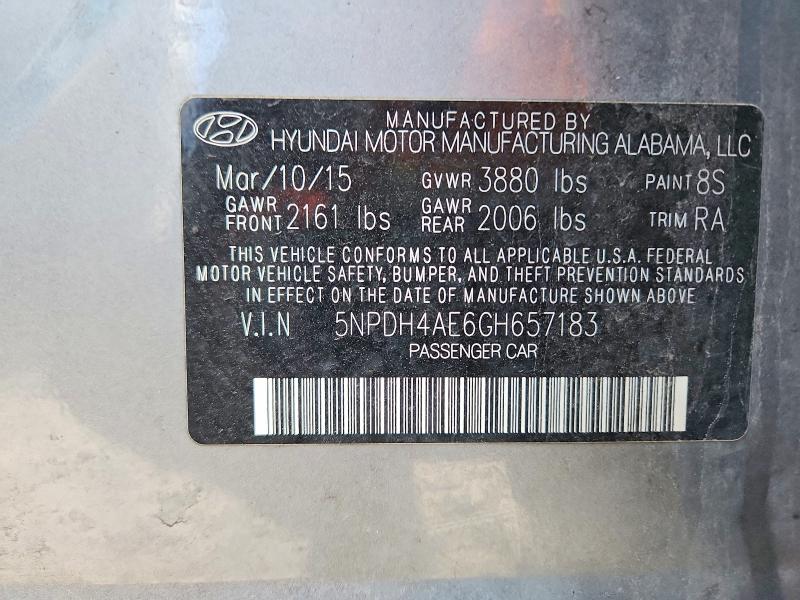 MANUFACTURED BY
HYUNDAI MOTOR MANUFACTURING ALABAMA, LLC
Mar/10/15 GVWR 3880 lbs PAINT 8S
GAWR FRONT 2161 lbs GAWR REAR 2006 lbs TRIM RA
THIS VEHICLE CONFORMS TO ALL APPLICABLE U.S.A. FEDERAL
MOTOR VEHICLE SAFETY, BUMPER, AND THEFT PREVENTION STANDARDS
IN EFFECT ON THE DATE OF MANUFACTURE SHOWN ABOVE
V.I.N 5NPDH4AE6GH657183
PASSENGER CAR